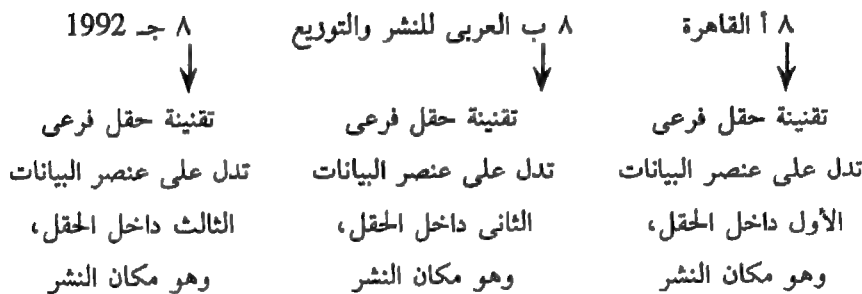 ٨ أ القاهرة ٨ ب العربى للنشر والتوزيع ٨ جـ 1992
تقنينة حقل فرعى تقنينة حقل فرعى تقنينة حقل فرعى
تدل على عنصر البيانات تدل على عنصر البيانات تدل على عنصر البيانات
الأول داخل الحقل، الثانى داخل الحقل، الثالث داخل الحقل،
وهو مكان النشر وهو مكان النشر وهو مكان النشر